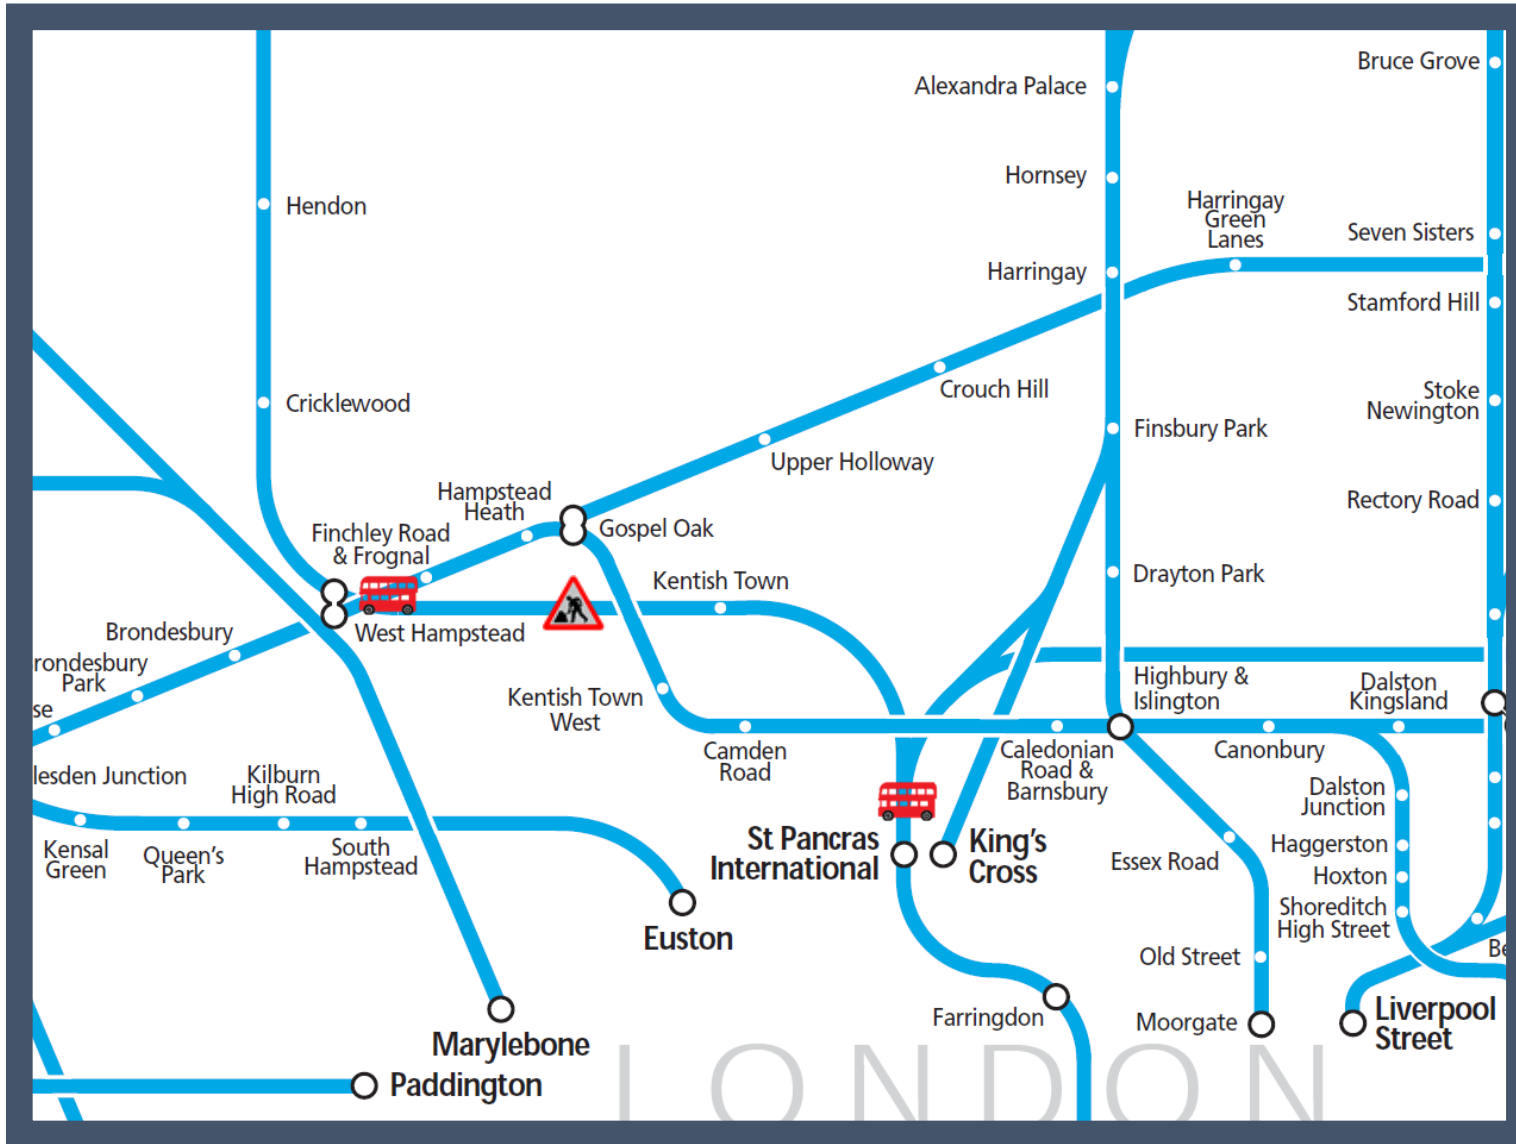 Bruce Grove
Alexandra Palace
Hornsey
Harringay
Green
Lanes
Hendon
Seven Sisters
Harringay
Stamford Hill
Crouch Hill
Stoke
Newington
Cricklewood
Finsbury Park
Upper Holloway
Hampstead
Heath
Rectory Road
Gospel Oak
Finchley Road
& Frognal
Kentish Town
Drayton Park
West Hampstead
Brondesbury
rondesbury
Park
se
Kentish Town
West
Highbury &
Islington
Dalston
Kingsland
Camden
Road
Caledonian
Road &
Barnsbury
Canonbury
lesden Junction
Kilburn
High Road
Dalston
Junction
Kensal
Green
Queen's
Park
South
Hampstead
St Pancras
International
King's
Cross
Essex Road
Haggerston
Hoxton
Shoreditch
High Street
Euston
Old Street
Be
Farringdon
Moorgate
Liverpool
Street
Marylebone
Paddington
LONDON